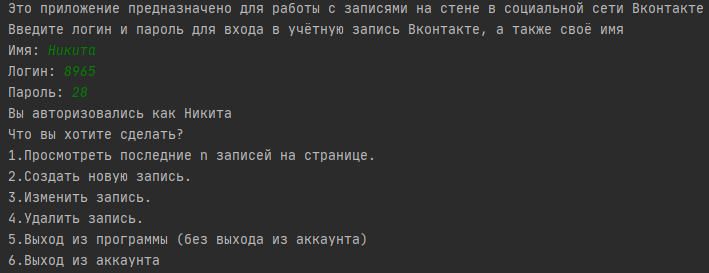 Это приложение предназначено для работы с записями на стене в социальной сети Вконтакте
Введите логин и пароль для входа в учётную запись Вконтакте, а также своё имя
Имя: Никита
Логин: 8965
Пароль: 28
Вы авторизовались как Никита
Что вы хотите сделать?
1.Просмотреть последние n записей на странице.
2.Создать новую запись.
3.Изменить запись.
4.Удалить запись.
5.Выход из программы (без выхода из аккаунта)
6.Выход из аккаунта